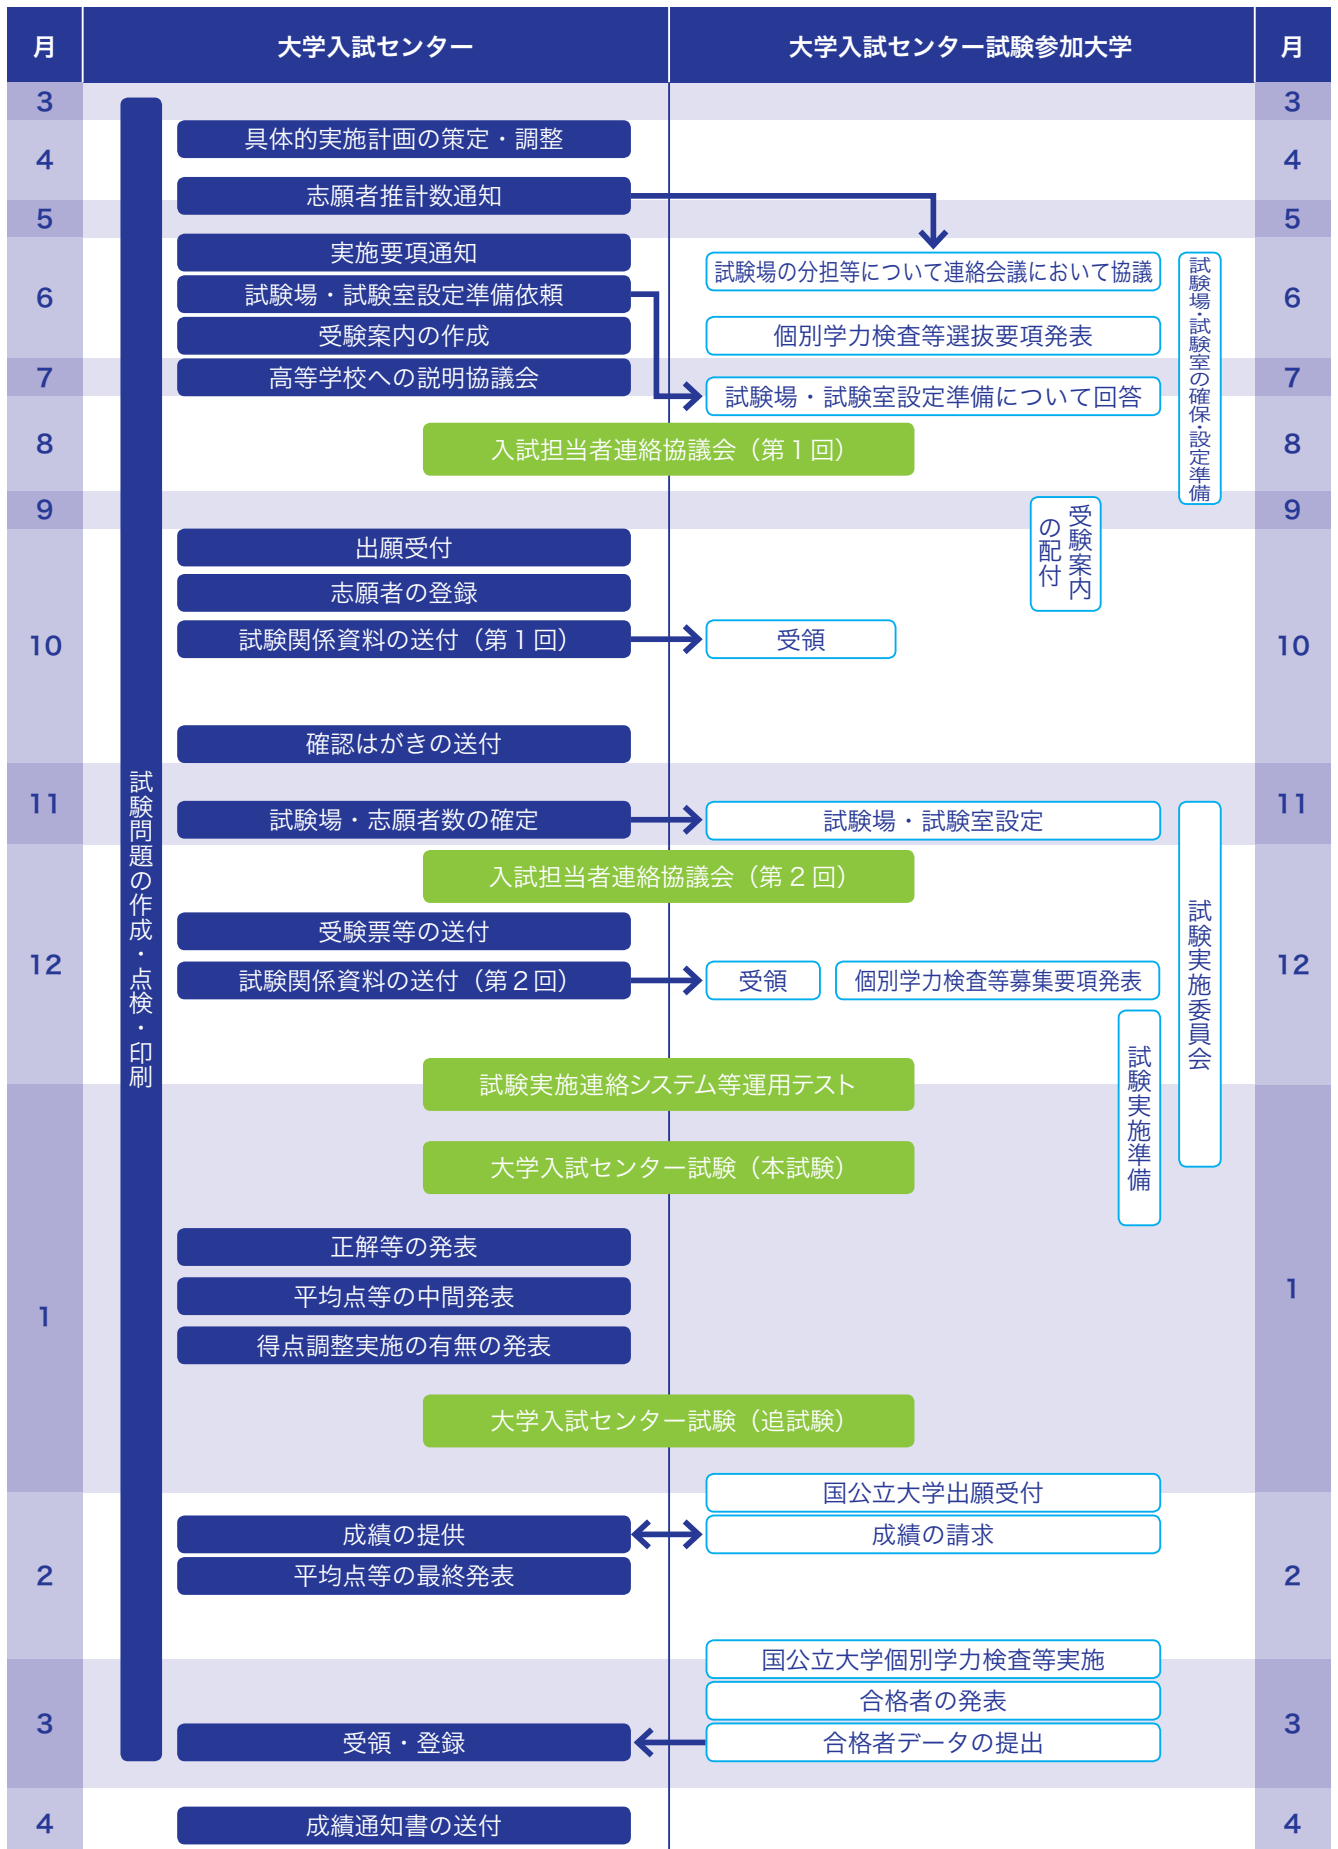 月
大学入試センター
大学入試センター試験参加大学
月
3
3
具体的実施計画の策定・調整
4
4
志願者推計数通知
5
5
実施要項通知
試験場の分担等について連絡会議において協議
試験場・試験室の確保・設定準備
試験場・試験室設定準備依頼
6
6
受験案内の作成
個別学力検査等選抜要項発表
高等学校への説明協議会
7
7
試験場・試験室設定準備について回答
入試担当者連絡協議会（第１回）
8
8
9
9
受験案内
の配付
出願受付
志願者の登録
試験関係資料の送付（第１回）
受領
10
10
確認はがきの送付
試験問題の作成・点検・印刷
11
11
試験場・志願者数の確定
試験場・試験室設定
試験実施委員会
入試担当者連絡協議会（第２回）
受験票等の送付
12
12
試験関係資料の送付（第２回）
受領
個別学力検査等募集要項発表
試験実施準備
試験実施連絡システム等運用テスト
大学入試センター試験（本試験）
正解等の発表
平均点等の中間発表
1
1
得点調整実施の有無の発表
大学入試センター試験（追試験）
国公立大学出願受付
成績の提供
成績の請求
2
2
平均点等の最終発表
国公立大学個別学力検査等実施
合格者の発表
3
3
受領・登録
合格者データの提出
4
4
成績通知書の送付